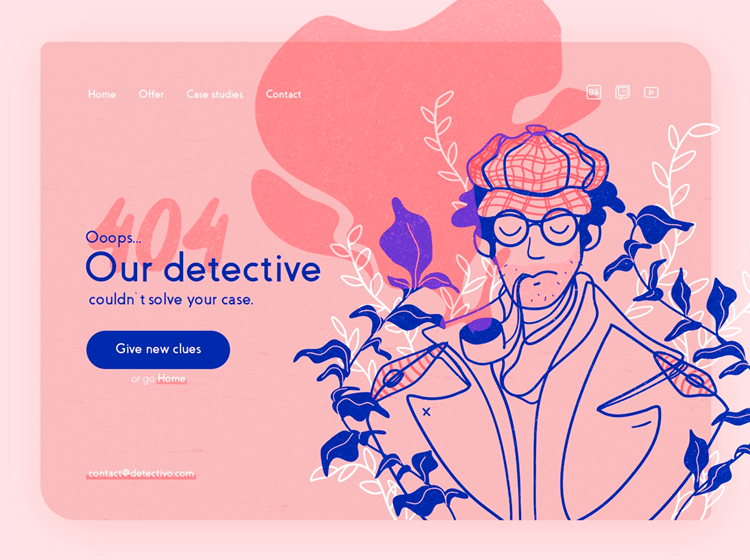 Home Offer Case studies Contact
404
Ooops...
Our detective
couldn't solve your case.
Give new clues
or go Home
contact@detectivo.com